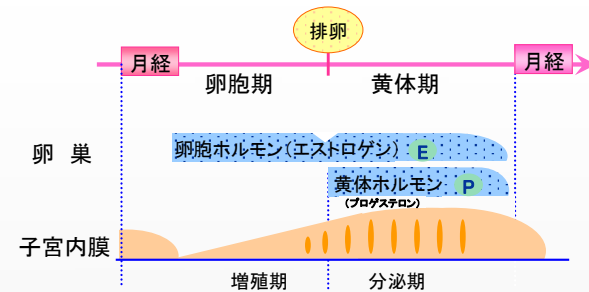 排卵
月経
月経
卵胞期
黄体期
卵 巣
卵胞ホルモン(エストロゲン) E
黄体ホルモン P
(プロゲステロン)
子宮内膜
増殖期
分泌期